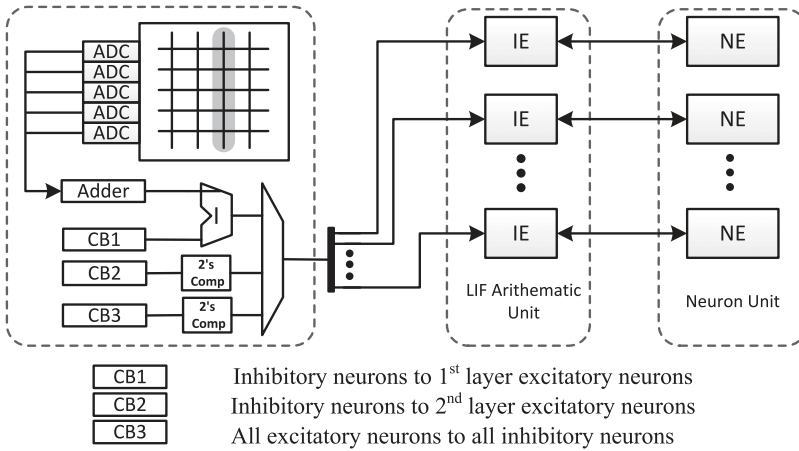 ADC
ADC
ADC
ADC
ADC
Adder
CB1
CB2
2's
Comp
CB3
2's
Comp
IE
NE
IE
NE
IE
NE
LIF Arithematic
Unit
Neuron Unit
CB1 Inhibitory neurons to 1st layer excitatory neurons
CB2 Inhibitory neurons to 2nd layer excitatory neurons
CB3 All excitatory neurons to all inhibitory neurons